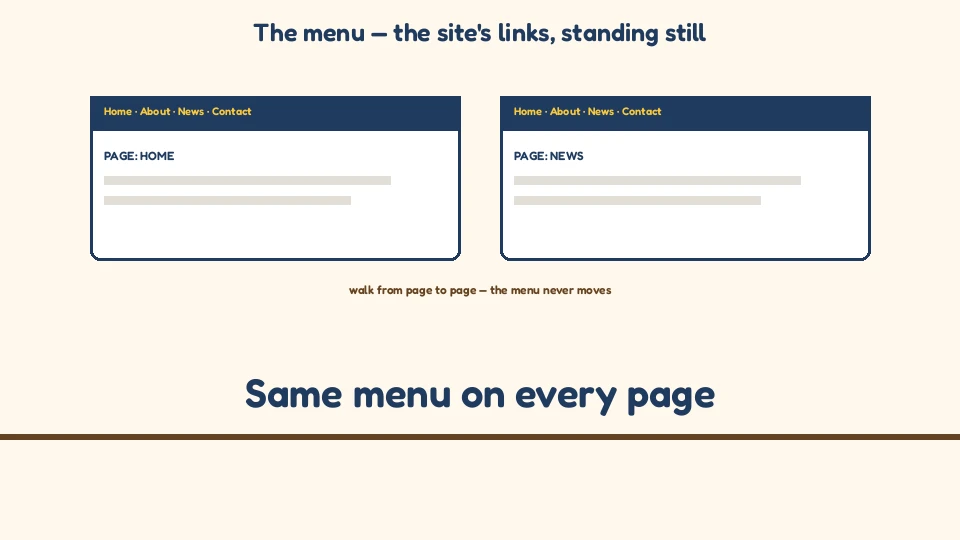 The menu — the site's links, standing still
Home · About · News · Contact
PAGE: HOME
Home · About · News · Contact
PAGE: NEWS
walk from page to page — the menu never moves
Same menu on every page